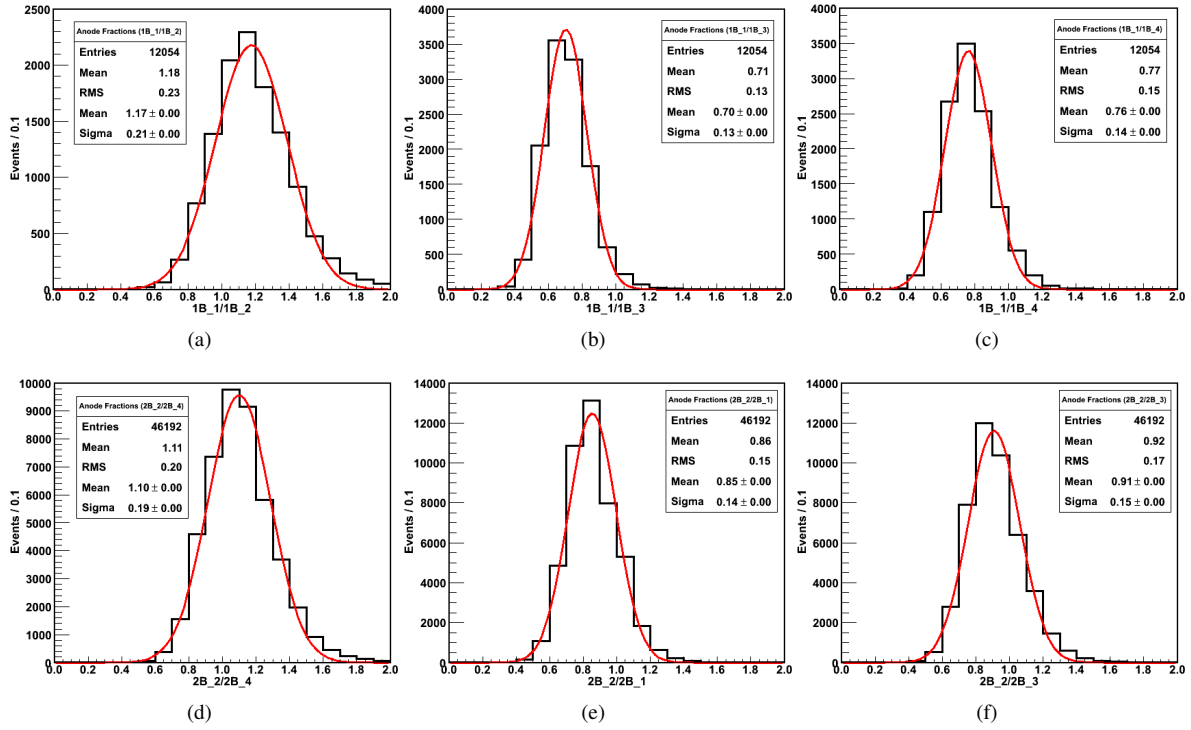 Events / 0.1
2500
2000
1500
1000
500
0
Anode Fractions (1B_1/1B_2)
Entries 12054
Mean 1.18
RMS 0.23
Mean 1.17 ± 0.00
Sigma 0.21 ± 0.00
0.0 0.2 0.4 0.6 0.8 1.0 1.2 1.4 1.6 1.8 2.0
1B_1/1B_2
(a)
Events / 0.1
4000
3500
3000
2500
2000
1500
1000
500
0
Anode Fractions (1B_1/1B_3)
Entries 12054
Mean 0.71
RMS 0.13
Mean 0.70 ± 0.00
Sigma 0.13 ± 0.00
0.0 0.2 0.4 0.6 0.8 1.0 1.2 1.4 1.6 1.8 2.0
1B_1/1B_3
(b)
Events / 0.1
4000
3500
3000
2500
2000
1500
1000
500
0
Anode Fractions (1B_1/1B_4)
Entries 12054
Mean 0.77
RMS 0.15
Mean 0.76 ± 0.00
Sigma 0.14 ± 0.00
0.0 0.2 0.4 0.6 0.8 1.0 1.2 1.4 1.6 1.8 2.0
1B_1/1B_4
(c)
Events / 0.1
10000
9000
8000
7000
6000
5000
4000
3000
2000
1000
0
Anode Fractions (2B_2/2B_4)
Entries 46192
Mean 1.11
RMS 0.20
Mean 1.10 ± 0.00
Sigma 0.19 ± 0.00
0.0 0.2 0.4 0.6 0.8 1.0 1.2 1.4 1.6 1.8 2.0
2B_2/2B_4
(d)
Events / 0.1
14000
12000
10000
8000
6000
4000
2000
0
Anode Fractions (2B_2/2B_1)
Entries 46192
Mean 0.86
RMS 0.15
Mean 0.85 ± 0.00
Sigma 0.14 ± 0.00
0.0 0.2 0.4 0.6 0.8 1.0 1.2 1.4 1.6 1.8 2.0
2B_2/2B_1
(e)
Events / 0.1
14000
12000
10000
8000
6000
4000
2000
0
Anode Fractions (2B_2/2B_3)
Entries 46192
Mean 0.92
RMS 0.17
Mean 0.91 ± 0.00
Sigma 0.15 ± 0.00
0.0 0.2 0.4 0.6 0.8 1.0 1.2 1.4 1.6 1.8 2.0
2B_2/2B_3
(f)